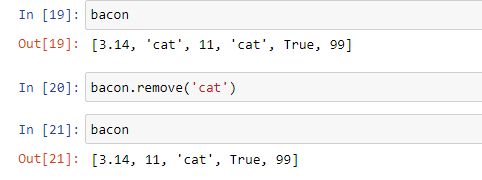 In [19]: bacon
Out[19]: [3.14, 'cat', 11, 'cat', True, 99]
In [20]: bacon.remove('cat')
In [21]: bacon
Out[21]: [3.14, 11, 'cat', True, 99]